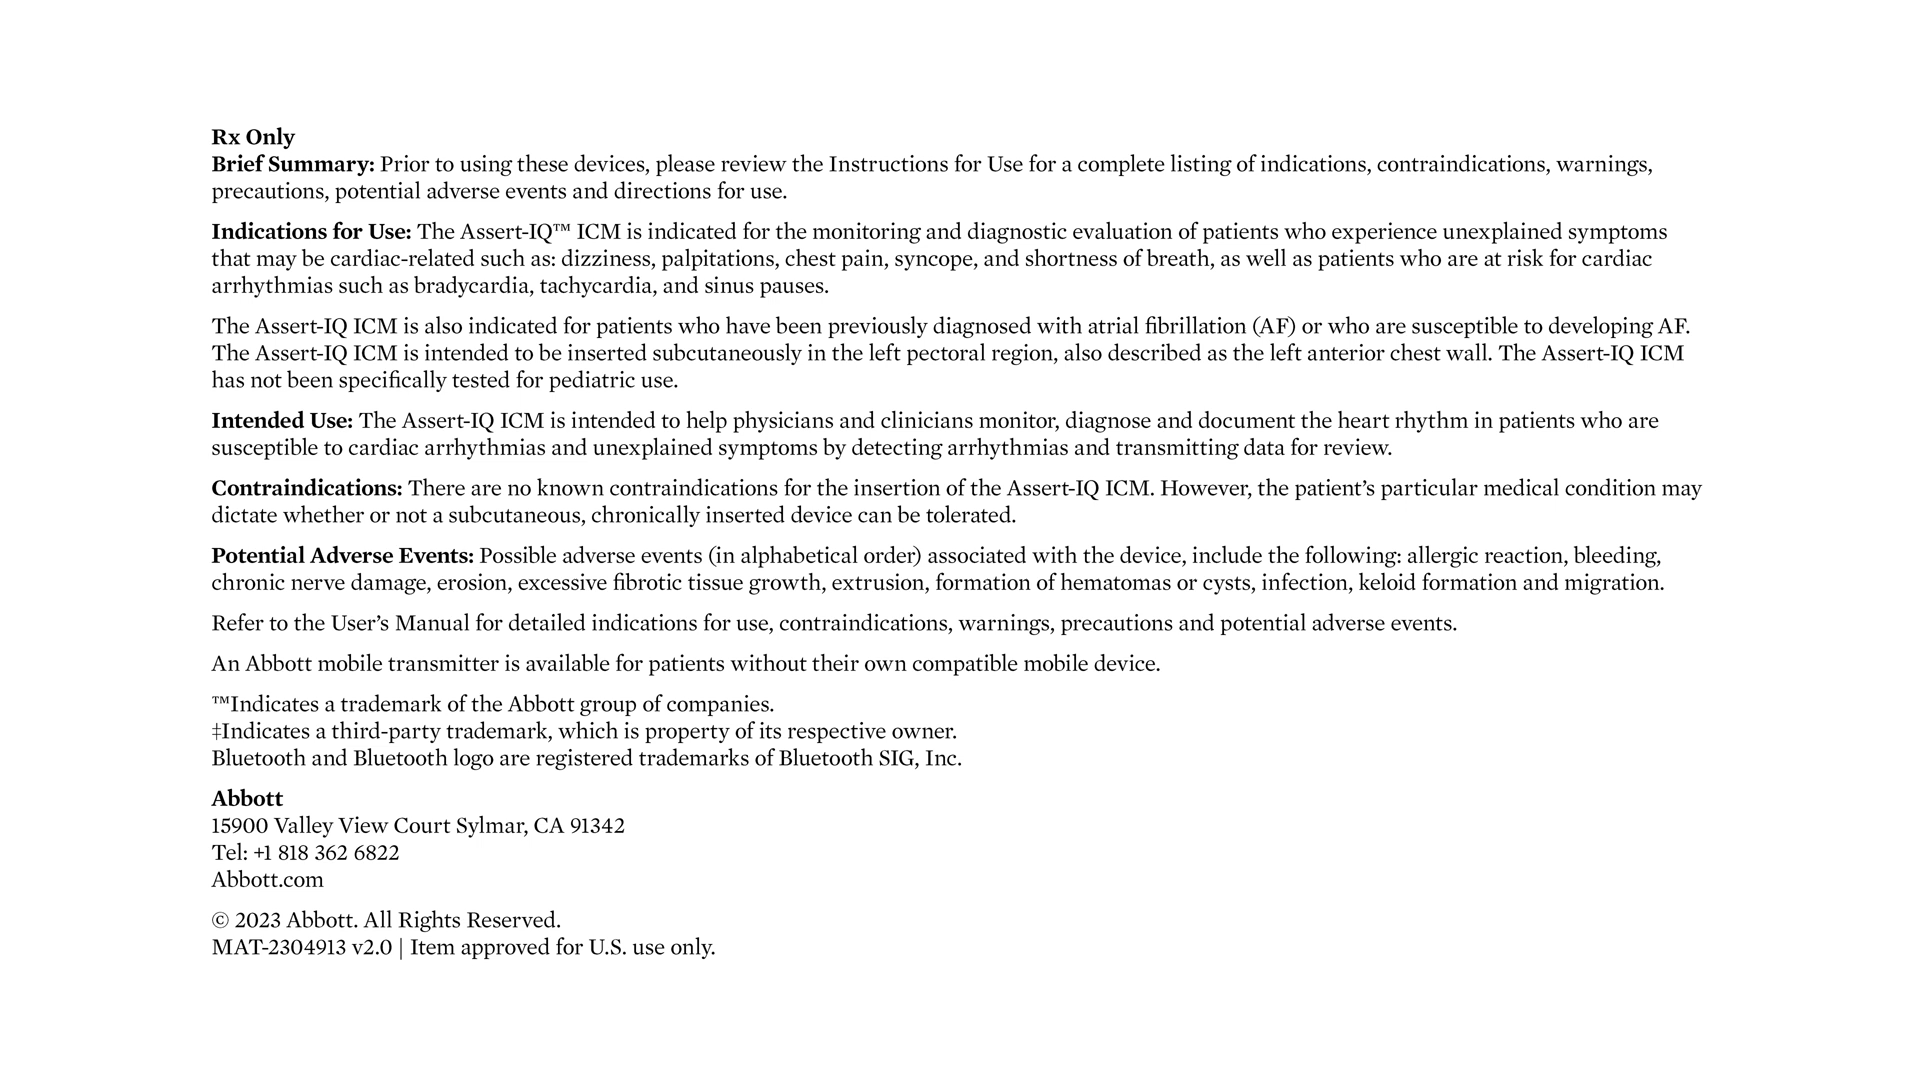 Rx Only
Brief Summary: Prior to using these devices, please review the Instructions for Use for a complete listing of indications, contraindications, warnings,
precautions, potential adverse events and directions for use.
Indications for Use: The Assert-IQ™ ICM is indicated for the monitoring and diagnostic evaluation of patients who experience unexplained symptoms
that may be cardiac-related such as: dizziness, palpitations, chest pain, syncope, and shortness of breath, as well as patients who are at risk for cardiac
arrhythmias such as bradycardia, tachycardia, and sinus pauses.
The Assert-IQ ICM is also indicated for patients who have been previously diagnosed with atrial fibrillation (AF) or who are susceptible to developing AF.
The Assert-IQ ICM is intended to be inserted subcutaneously in the left pectoral region, also described as the left anterior chest wall. The Assert-IQ ICM
has not been specifically tested for pediatric use.
Intended Use: The Assert-IQ ICM is intended to help physicians and clinicians monitor, diagnose and document the heart rhythm in patients who are
susceptible to cardiac arrhythmias and unexplained symptoms by detecting arrhythmias and transmitting data for review.
Contraindications: There are no known contraindications for the insertion of the Assert-IQ ICM. However, the patient’s particular medical condition may
dictate whether or not a subcutaneous, chronically inserted device can be tolerated.
Potential Adverse Events: Possible adverse events (in alphabetical order) associated with the device, include the following: allergic reaction, bleeding,
chronic nerve damage, erosion, excessive fibrotic tissue growth, extrusion, formation of hematomas or cysts, infection, keloid formation and migration.
Refer to the User’s Manual for detailed indications for use, contraindications, warnings, precautions and potential adverse events.
An Abbott mobile transmitter is available for patients without their own compatible mobile device.
™Indicates a trademark of the Abbott group of companies.
‡Indicates a third-party trademark, which is property of its respective owner.
Bluetooth and Bluetooth logo are registered trademarks of Bluetooth SIG, Inc.
Abbott
15900 Valley View Court Sylmar, CA 91342
Tel: +1 818 362 6822
Abbott.com
© 2023 Abbott. All Rights Reserved.
MAT-2304913 v2.0 | Item approved for U.S. use only.